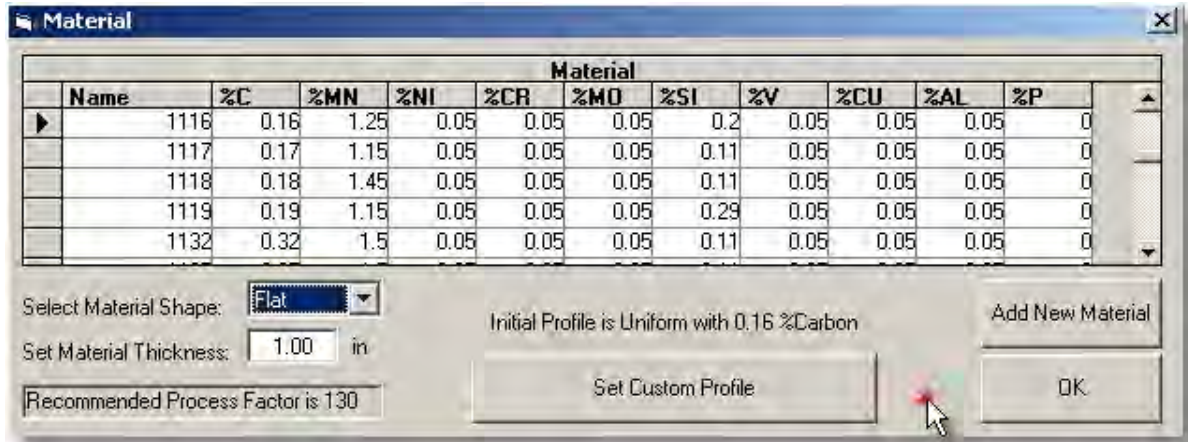 Material
Material
Name %C %MN %NI %CR %MO %SI %V %CU %AL %P
1116 0.16 1.25 0.05 0.05 0.05 0.2 0.05 0.05 0.05 0
1117 0.17 1.15 0.05 0.05 0.05 0.11 0.05 0.05 0.05 0
1118 0.18 1.45 0.05 0.05 0.05 0.11 0.05 0.05 0.05 0
1119 0.19 1.15 0.05 0.05 0.05 0.29 0.05 0.05 0.05 0
1132 0.32 1.5 0.05 0.05 0.05 0.11 0.05 0.05 0.05 0
Select Material Shape: Flat
Set Material Thickness: 1.00 in
Recommended Process Factor is 130
Initial Profile is Uniform with 0.16 %Carbon
Set Custom Profile
Add New Material
OK